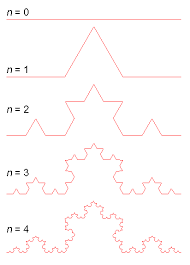 n = 0
n = 1
n = 2
n = 3
n = 4